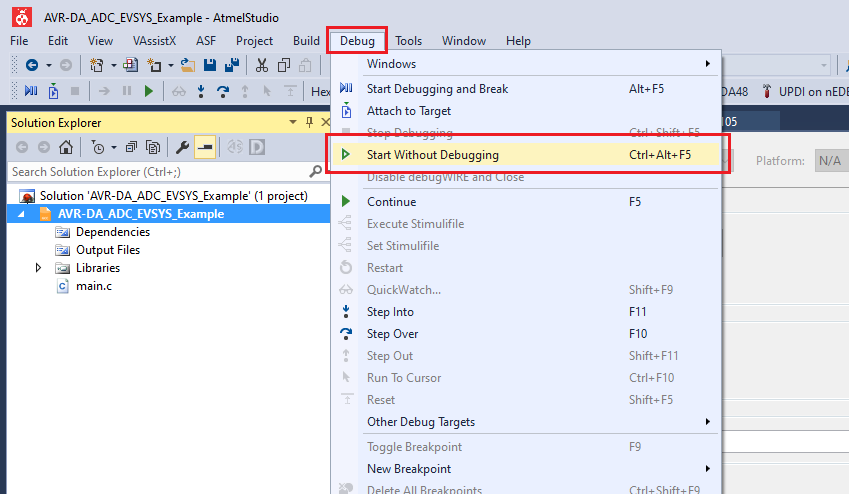 AVR-DA_ADC_EVSYS_Example - AtmelStudio
File Edit View VAssistX ASF Project Build Debug Tools Window Help
Hex
DA48
UPDI on nEDB
Solution Explorer
Search Solution Explorer (Ctrl+;)
Solution 'AVR-DA_ADC_EVSYS_Example' (1 project)
AVR-DA_ADC_EVSYS_Example
Dependencies
Output Files
Libraries
main.c
Windows
Start Debugging and Break Alt+F5
Attach to Target
Stop Debugging Ctrl+Shift+F5
Start Without Debugging Ctrl+Alt+F5
Disable debugWIRE and Close
Continue F5
Execute Stimulifile
Set Stimulifile
Restart
QuickWatch... Shift+F9
Step Into F11
Step Over F10
Step Out Shift+F11
Run To Cursor Ctrl+F10
Reset Shift+F5
Other Debug Targets
Toggle Breakpoint F9
New Breakpoint
Delete All Breakpoints Ctrl+Shift+F9
105
Platform: N/A